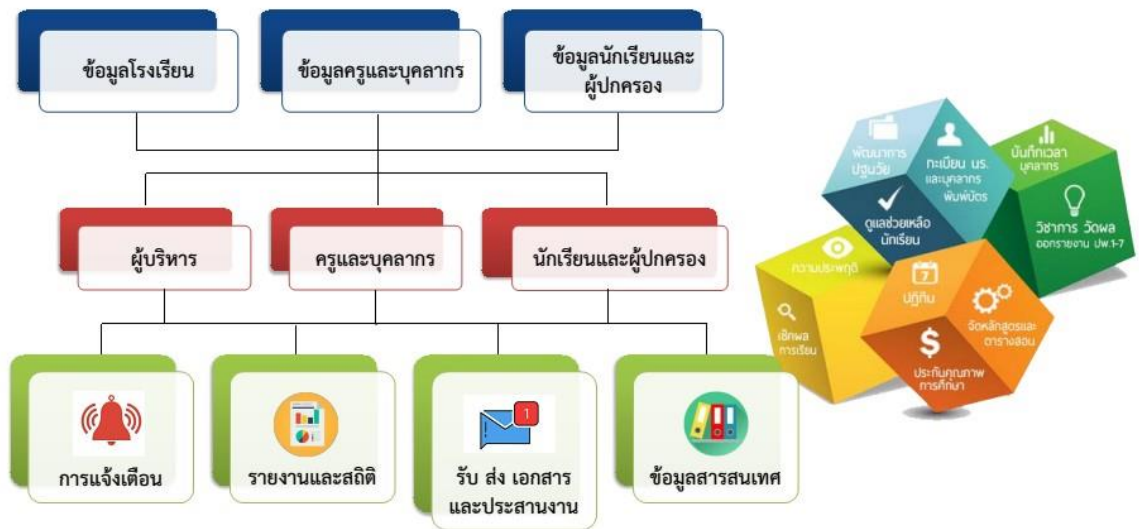 ข้อมูลโรงเรียน
ข้อมูลครูและบุคลากร
ข้อมูลนักเรียนและ
ผู้ปกครอง
ผู้บริหาร
ครูและบุคลากร
นักเรียนและผู้ปกครอง
การแจ้งเตือน
รายงานและสถิติ
1
รับ ส่ง เอกสาร
และประสานงาน
ข้อมูลสารสนเทศ
พัฒนาการ
ปฐมวัย
ทะเบียน นร.
และบุคลากร
พิมพ์บัตร
บันทึกเวลา
บุคลากร
ดูแลช่วยเหลือ
นักเรียน
วิชาการ วัดผล
ออกรายงาน ปพ.1-7
ความประพฤติ
เช็กผล
การเรียน
7
ปฏิทิน
จัดหลักสูตรและ
ตารางสอน
$
ประกันคุณภาพ
การศึกษา